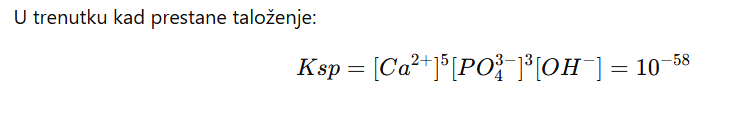 U trenutku kad prestane taloženje:
Ksp = [Ca²⁺]⁵[PO₄³⁻]³[OH⁻] = 10⁻⁵⁸